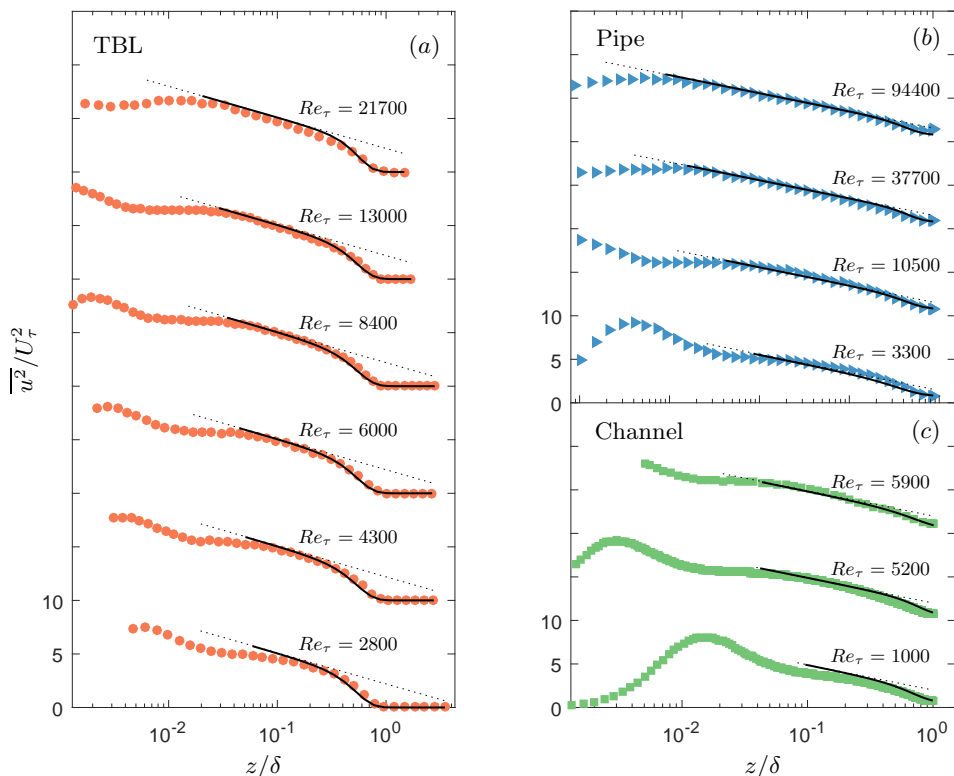 TBL
(a)
Re_τ = 21700
Re_τ = 13000
Re_τ = 8400
Re_τ = 6000
Re_τ = 4300
Re_τ = 2800
10
5
0
10^-2
10^-1
10^0
z/δ
\overline{u^2}/U_τ^2
Pipe
(b)
Re_τ = 94400
Re_τ = 37700
Re_τ = 10500
Re_τ = 3300
10
5
0
Channel
(c)
Re_τ = 5900
Re_τ = 5200
Re_τ = 1000
10
5
0
10^-2
10^-1
10^0
z/δ